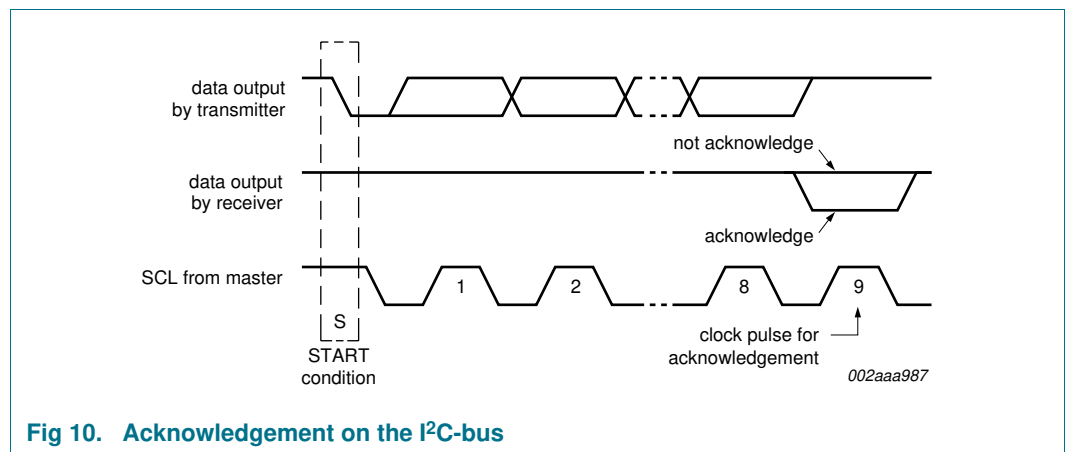 data output
by transmitter
not acknowledge
data output
by receiver
acknowledge
SCL from master
1
2
8
9
S
START
condition
clock pulse for
acknowledgement
002aaa987
Fig 10. Acknowledgement on the I²C-bus